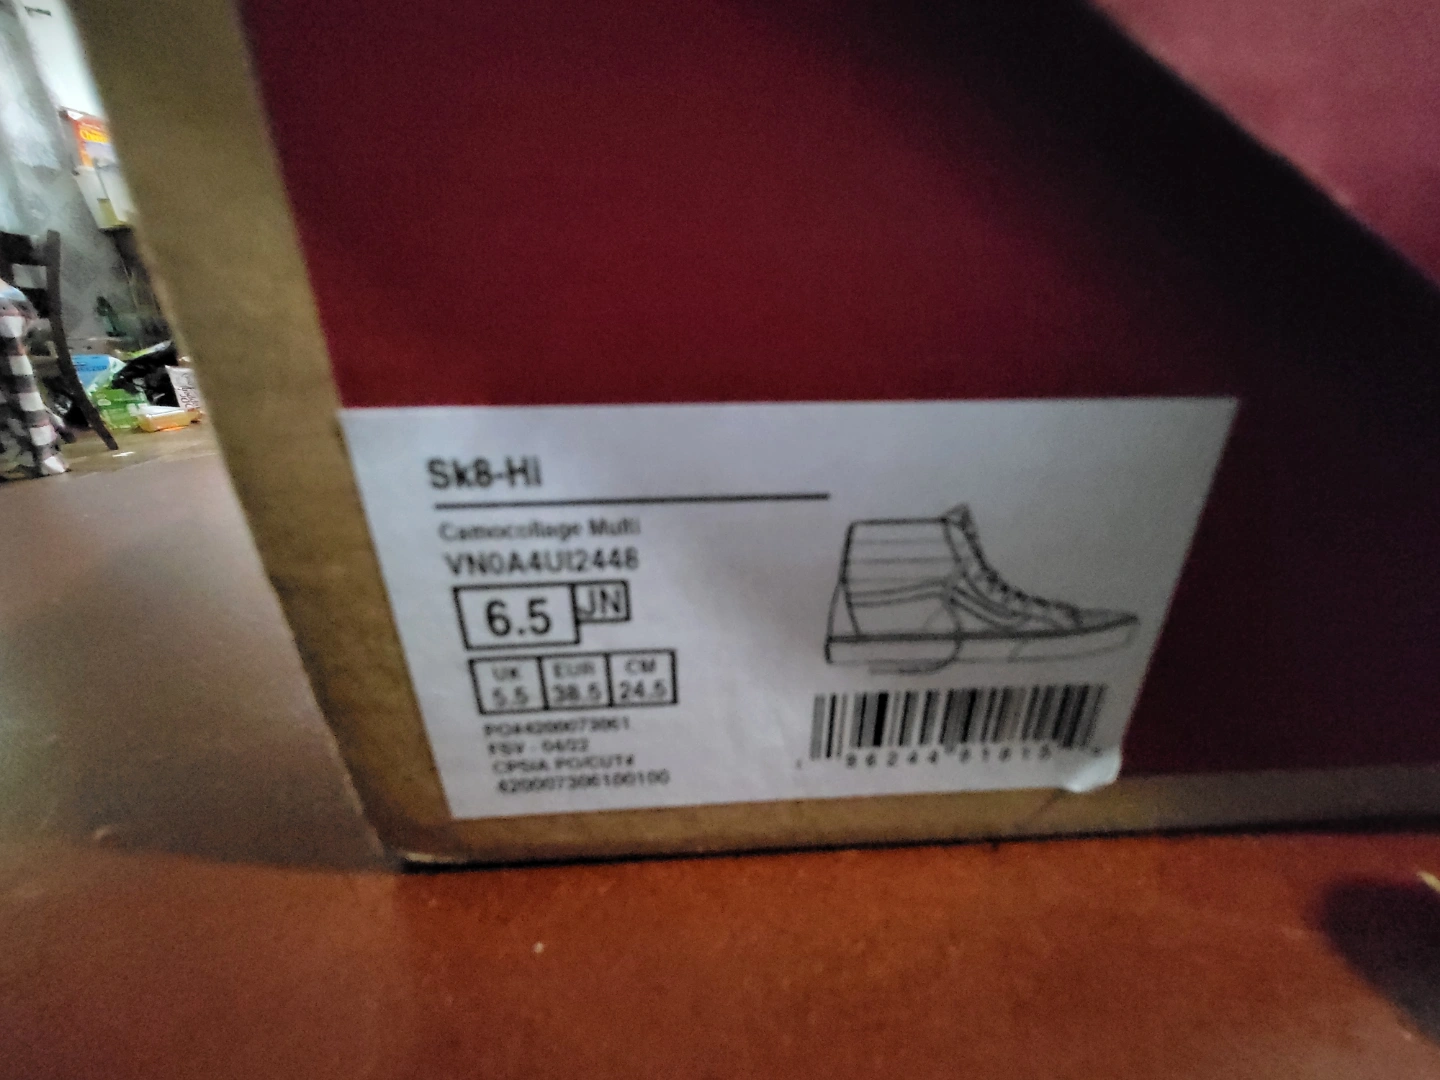 Sk8-Hi
Camocollage Multi
VN0A4UI2448
6.5 JN
UK EUR CM
5.5 38.5 24.5
FSV - 04/22
CPSIA PO/CUT#
420007306100100